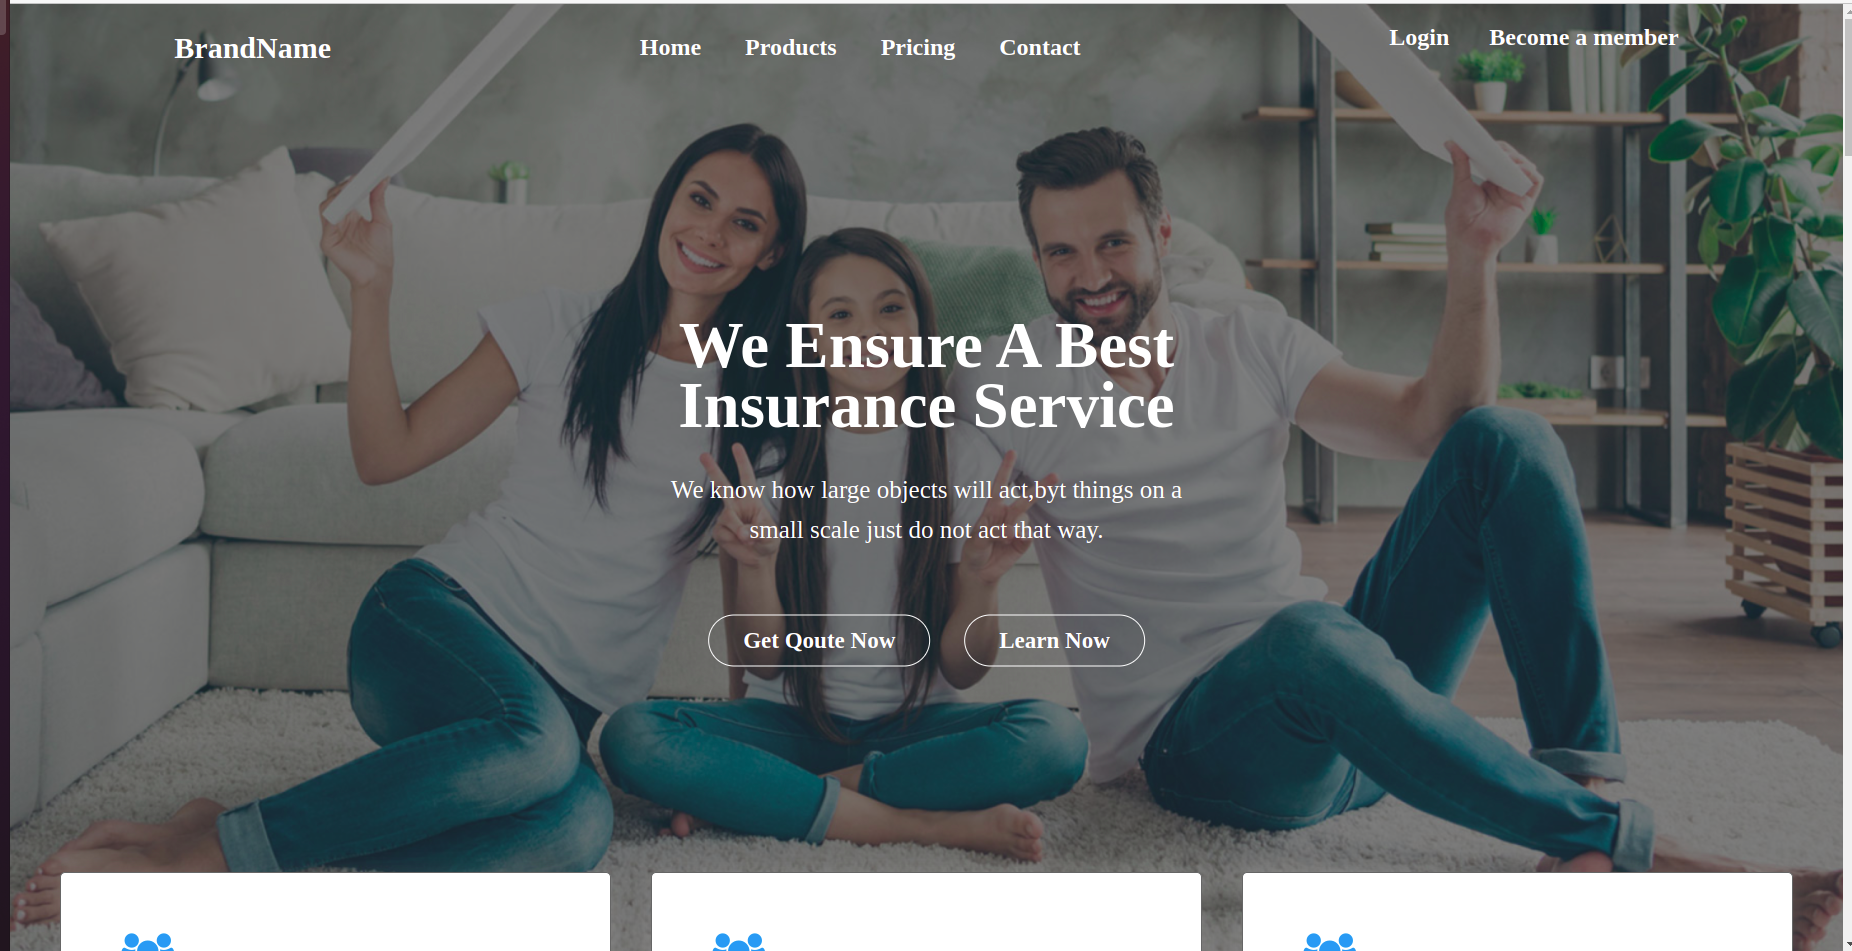 BrandName
Home Products Pricing Contact
Login Become a member
We Ensure A Best
Insurance Service
We know how large objects will act,byt things on a
small scale just do not act that way.
Get Qoute Now
Learn Now